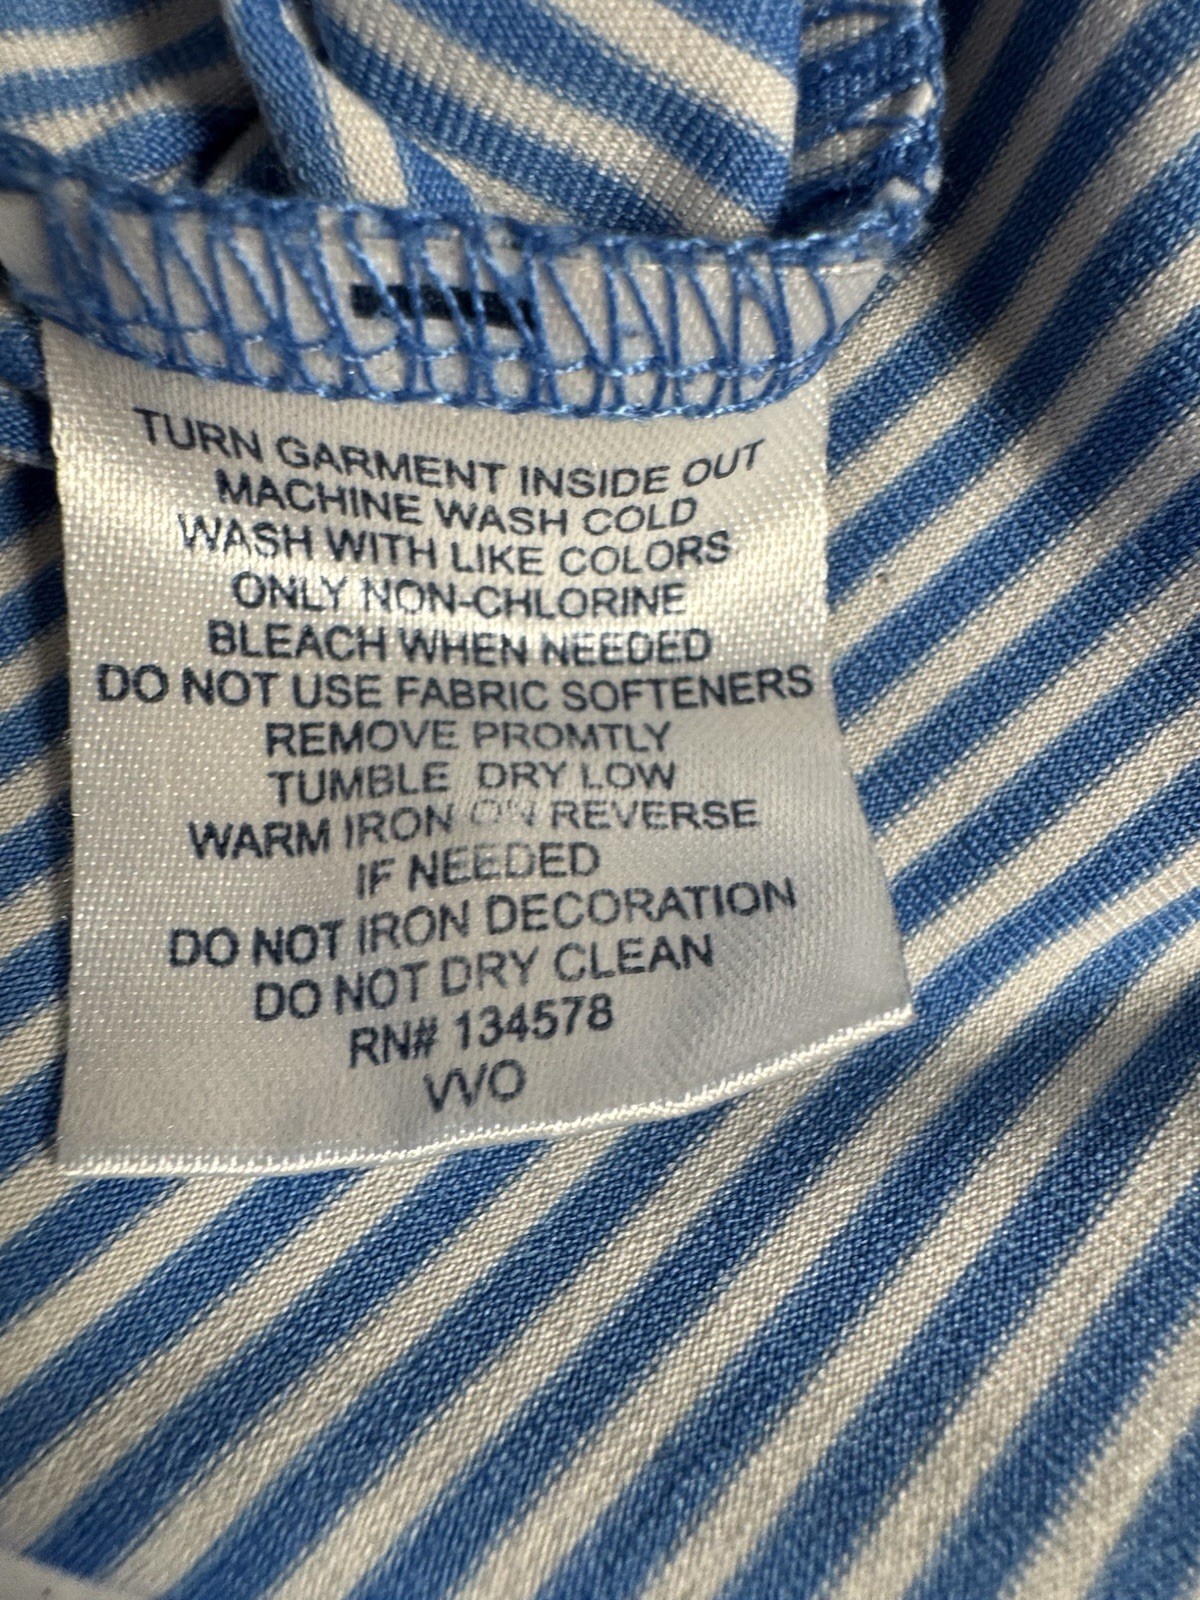 TURN GARMENT INSIDE OUT
MACHINE WASH COLD
WASH WITH LIKE COLORS
ONLY NON-CHLORINE
BLEACH WHEN NEEDED
DO NOT USE FABRIC SOFTENERS
REMOVE PROMTLY
TUMBLE DRY LOW
WARM IRON ON REVERSE
IF NEEDED
DO NOT IRON DECORATION
DO NOT DRY CLEAN
RN# 134578
VVO